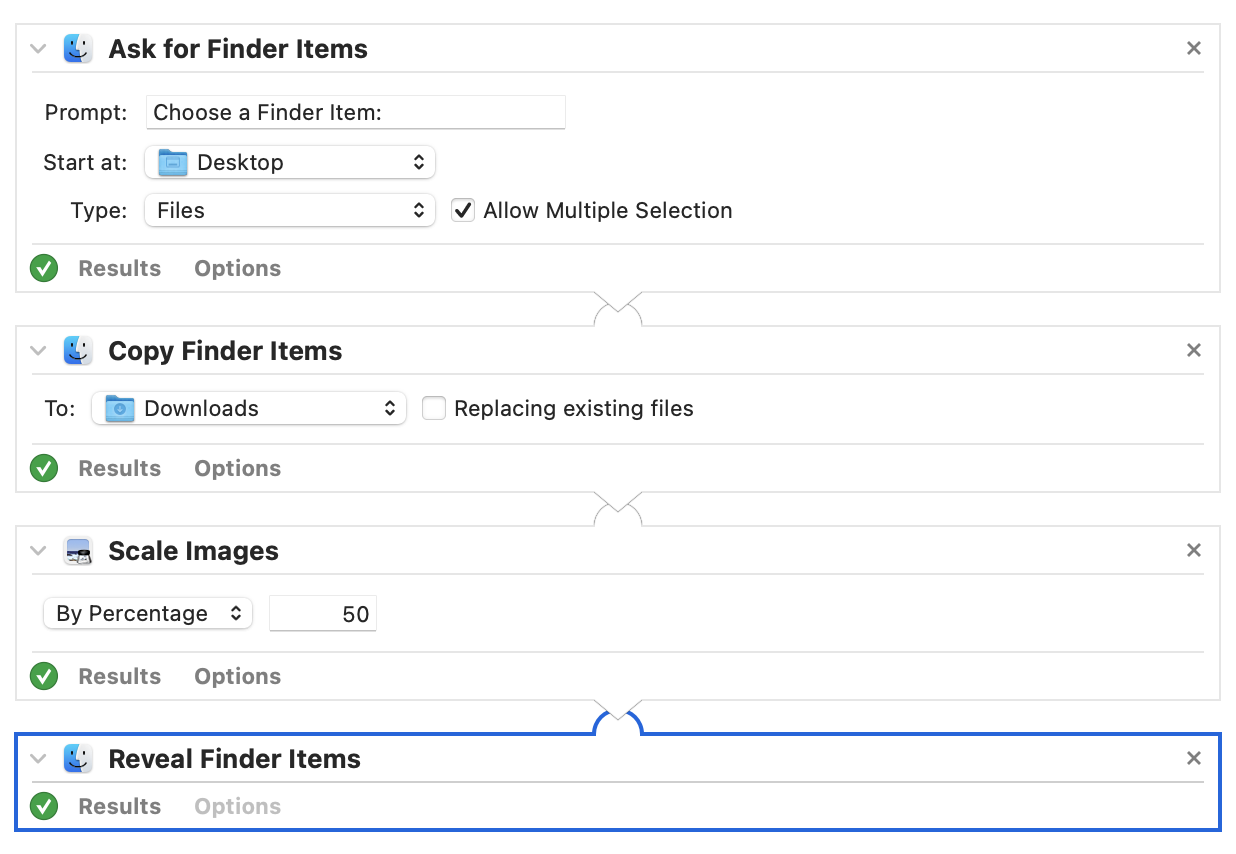 Ask for Finder Items
Prompt: Choose a Finder Item:
Start at: Desktop
Type: Files Allow Multiple Selection
Results Options
Copy Finder Items
To: Downloads Replacing existing files
Results Options
Scale Images
By Percentage 50
Results Options
Reveal Finder Items
Results Options